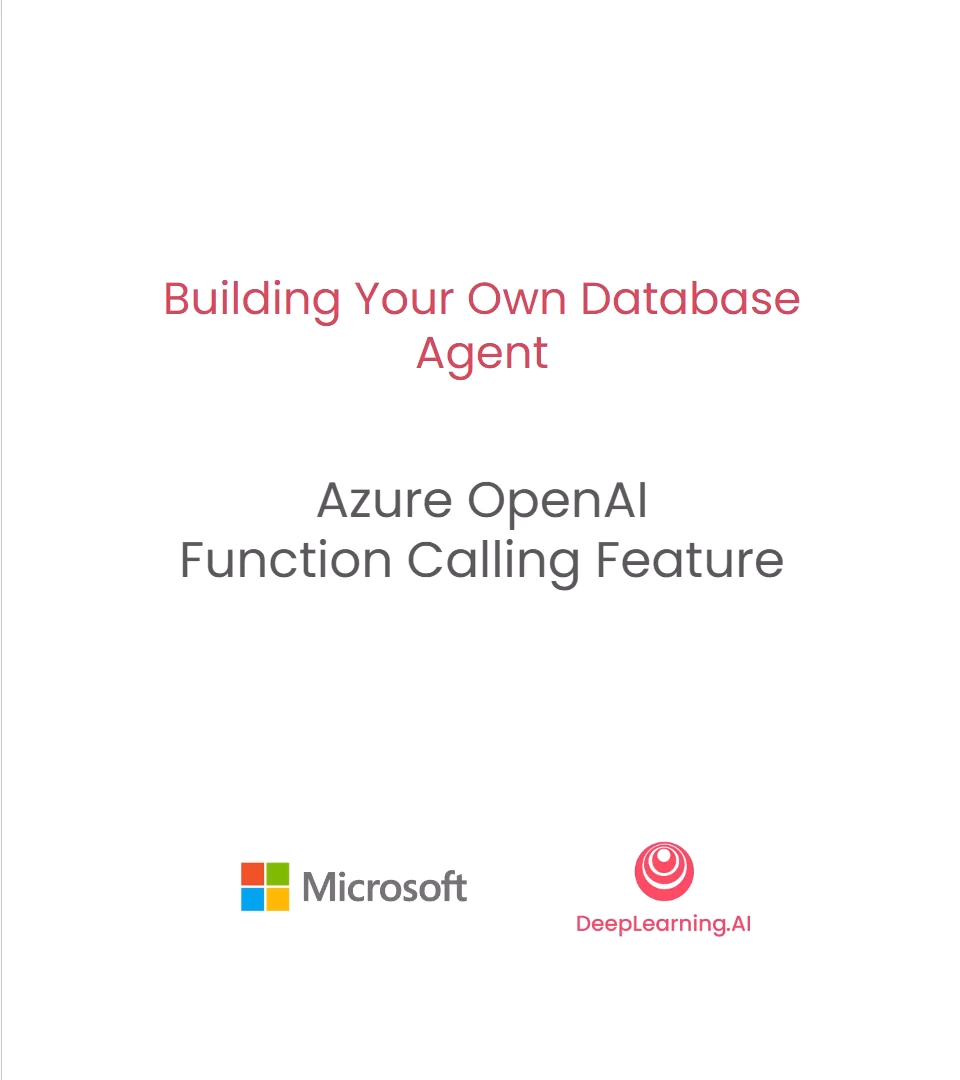 Building Your Own Database
Agent
Azure OpenAI
Function Calling Feature
Microsoft
DeepLearning.AI